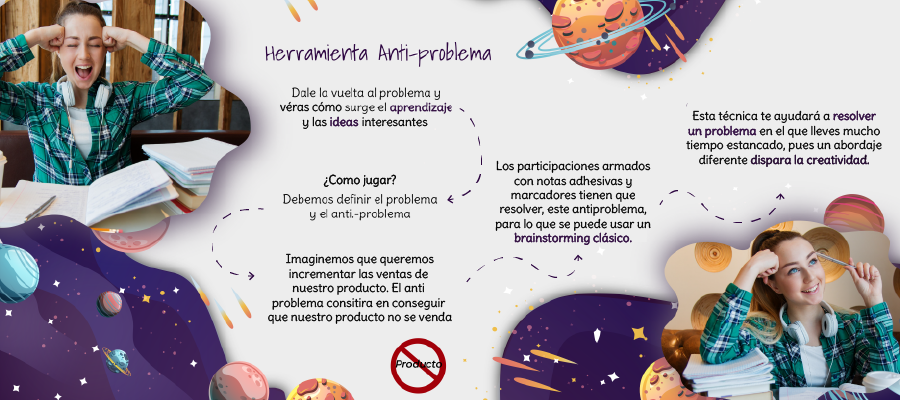 Herramienta Anti-problema
Dale la vuelta al problema y
véras cómo surge el aprendizaje
y las ideas interesantes
¿Como jugar?
Debemos definir el problema
y el anti.-problema
Imaginemos que queremos
incrementar las ventas de
nuestro producto. El anti
problema consitira en conseguir
que nuestro producto no se venda
Producto
Los participaciones armados
con notas adhesivas y
marcadores tienen que
resolver, este antiproblema,
para lo que se puede usar un
brainstorming clásico.
Esta técnica te ayudará a resolver
un problema en el que lleves mucho
tiempo estancado, pues un abordaje
diferente dispara la creatividad.